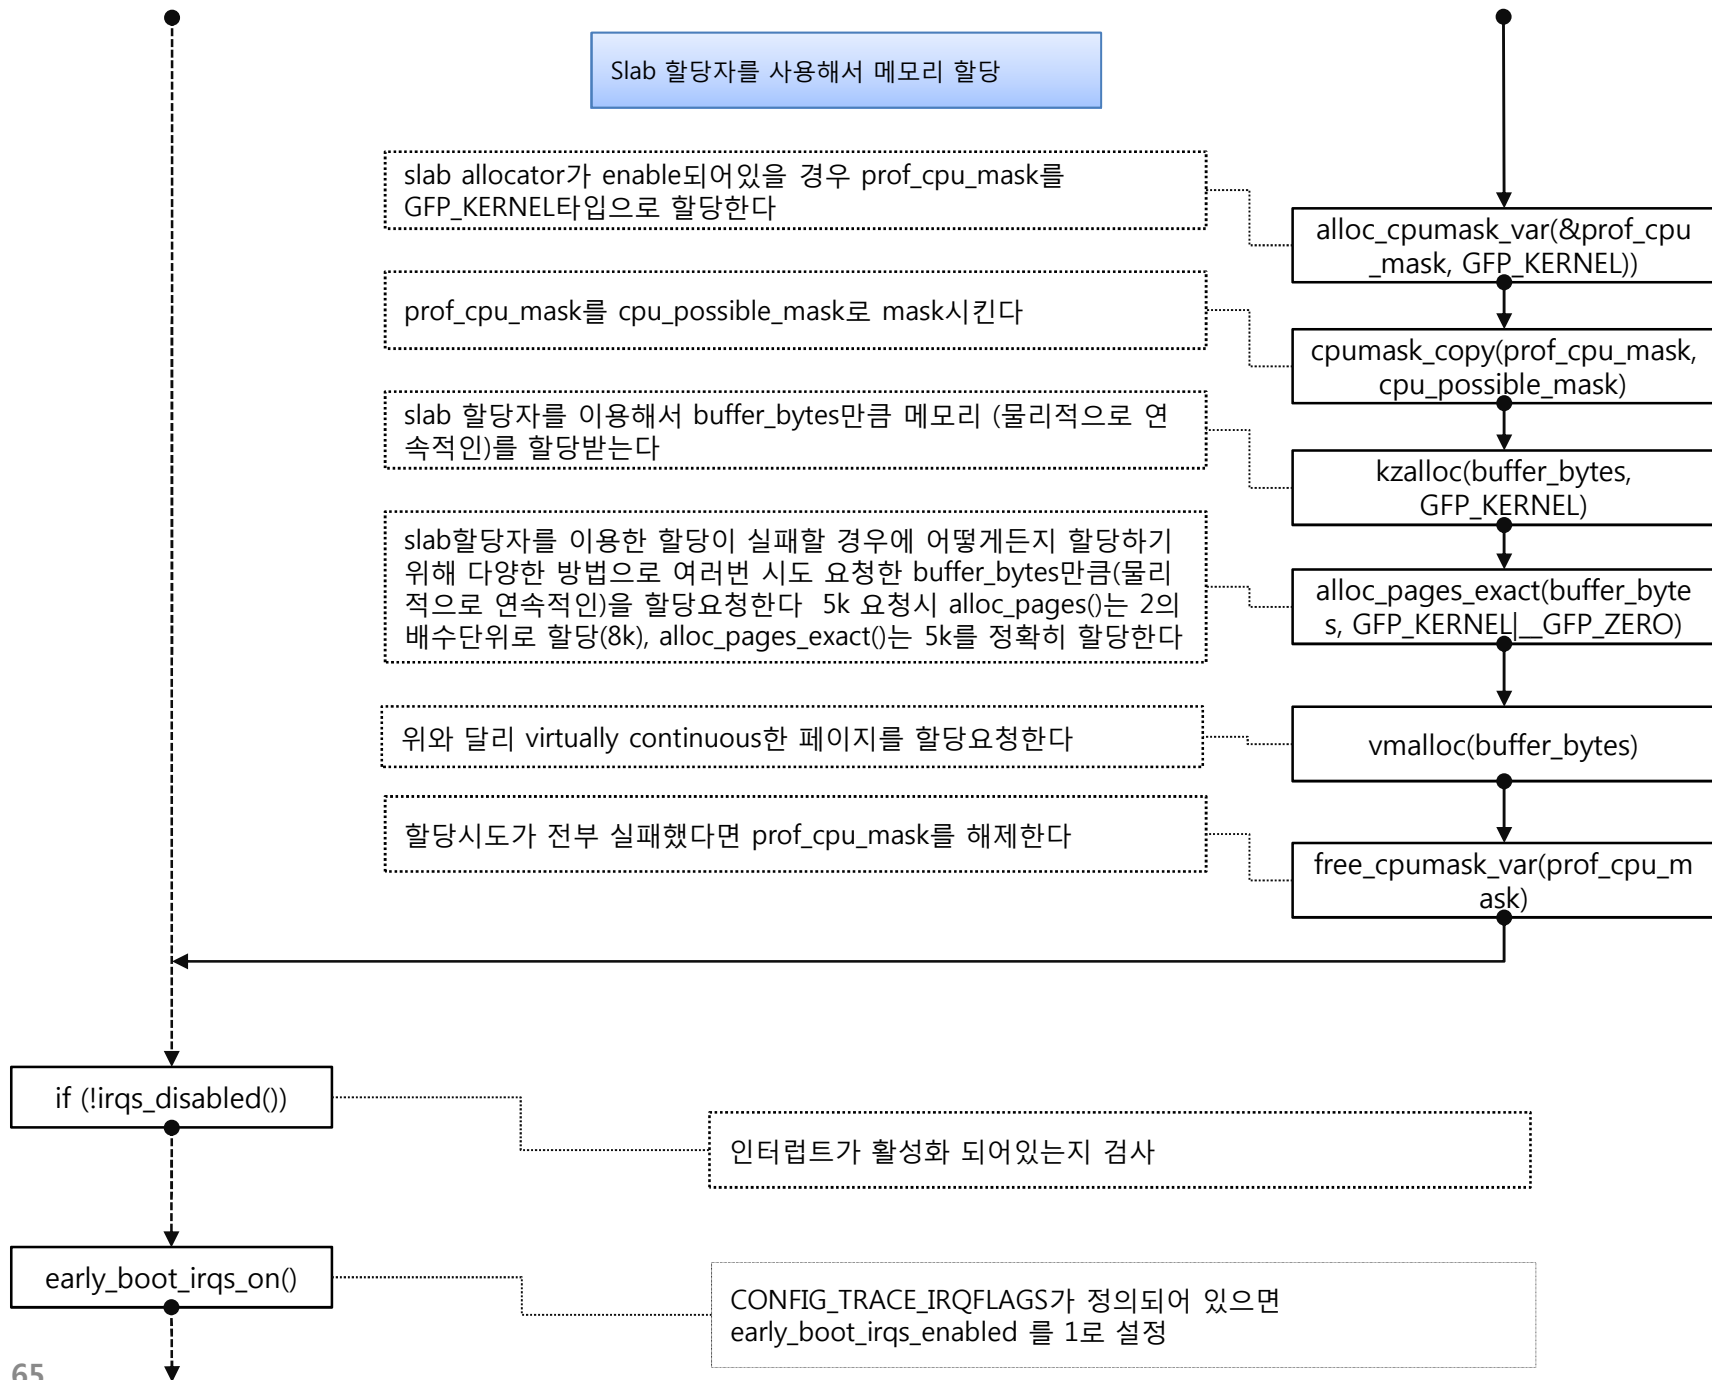 Slab 할당자를 사용해서 메모리 할당
slab allocator가 enable되어있을 경우 prof_cpu_mask를
GFP_KERNEL타입으로 할당한다
alloc_cpumask_var(&prof_cpu
_mask, GFP_KERNEL))
prof_cpu_mask를 cpu_possible_mask로 mask시킨다
cpumask_copy(prof_cpu_mask,
cpu_possible_mask)
slab 할당자를 이용해서 buffer_bytes만큼 메모리 (물리적으로 연
속적인)를 할당받는다
kzalloc(buffer_bytes,
GFP_KERNEL)
slab할당자를 이용한 할당이 실패할 경우에 어떻게든지 할당하기
위해 다양한 방법으로 여러번 시도 요청한 buffer_bytes만큼(물리
적으로 연속적인)을 할당요청한다  5k 요청시 alloc_pages()는 2의
배수단위로 할당(8k), alloc_pages_exact()는 5k를 정확히 할당한다
alloc_pages_exact(buffer_byte
s, GFP_KERNEL|__GFP_ZERO)
위와 달리 virtually continuous한 페이지를 할당요청한다
vmalloc(buffer_bytes)
할당시도가 전부 실패했다면 prof_cpu_mask를 해제한다
free_cpumask_var(prof_cpu_m
ask)
if (!irqs_disabled())
인터럽트가 활성화 되어있는지 검사
early_boot_irqs_on()
CONFIG_TRACE_IRQFLAGS가 정의되어 있으면
early_boot_irqs_enabled 를 1로 설정
65